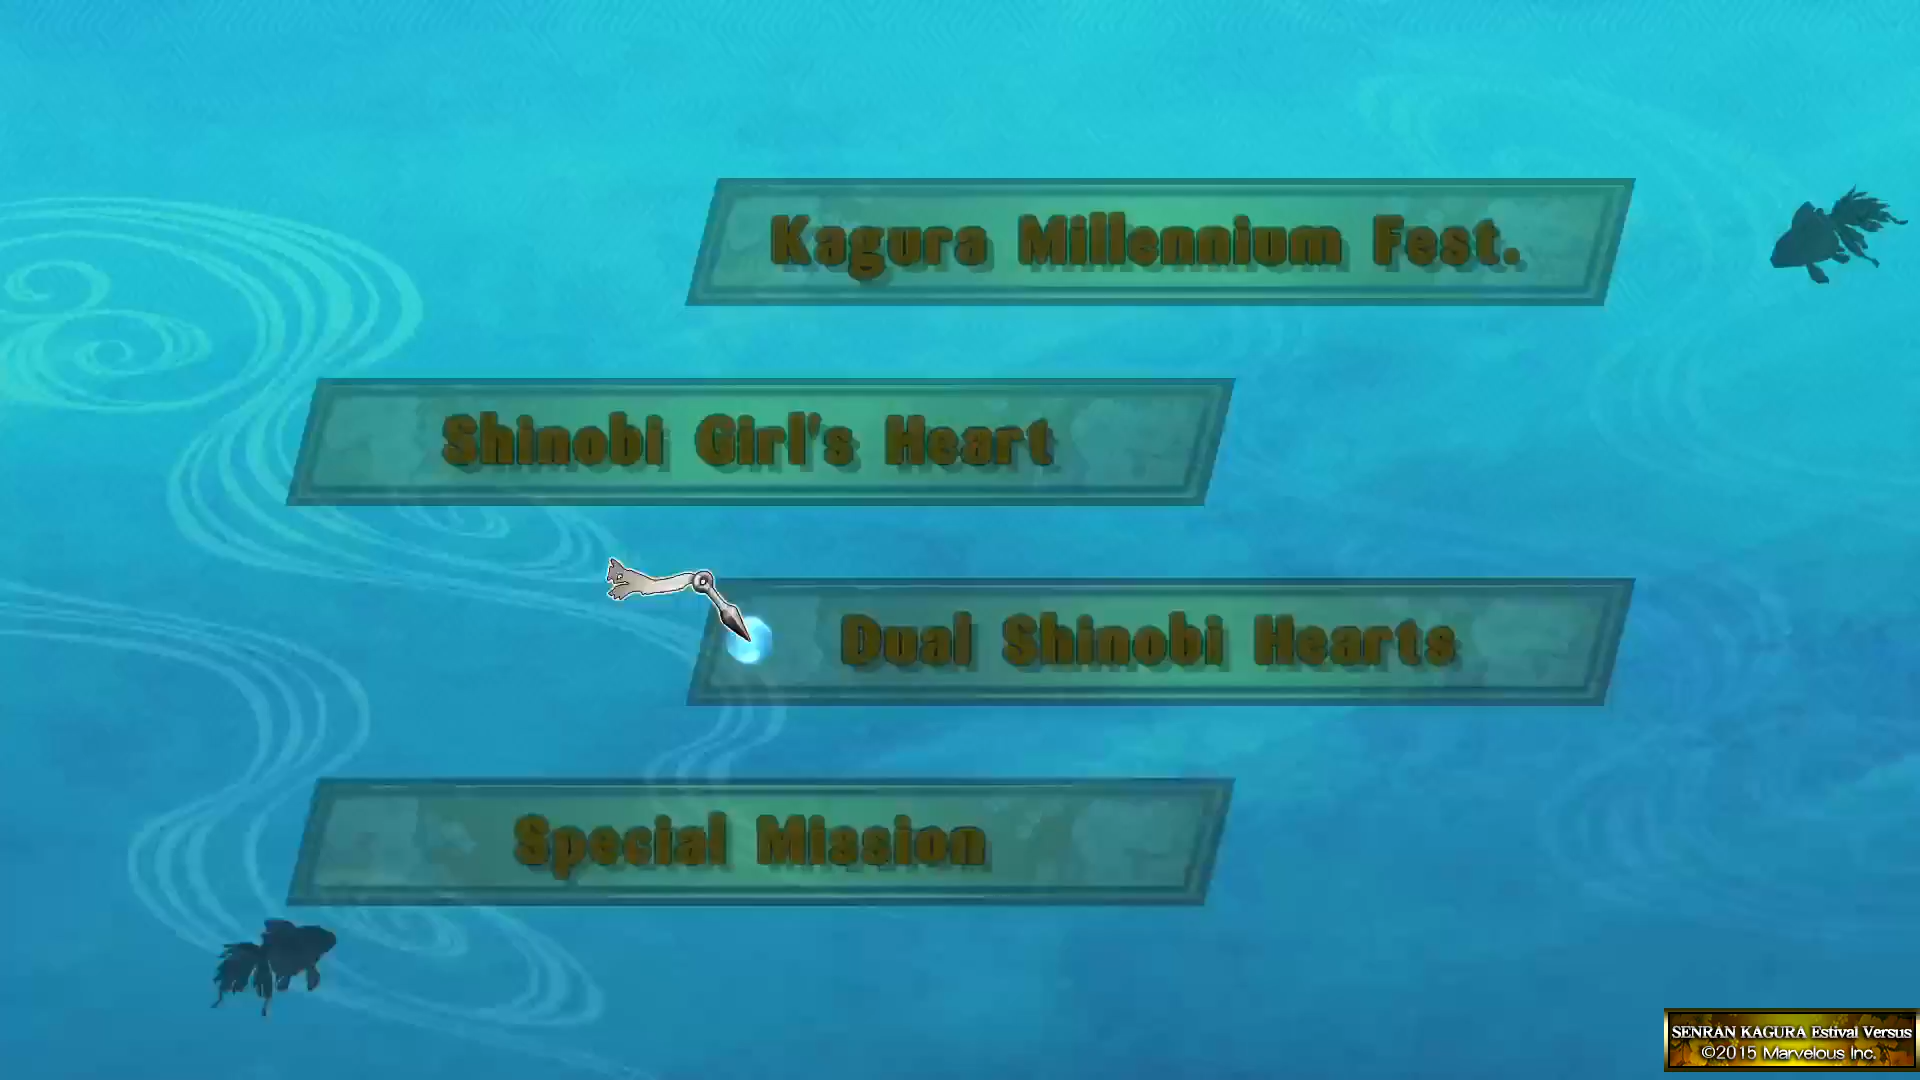 Kagura Millennium Fest.
Shinobi Girl's Heart
Dual Shinobi Hearts
Special Mission
SENRAN KAGURA Estival Versus
©2015 Marvelous Inc.